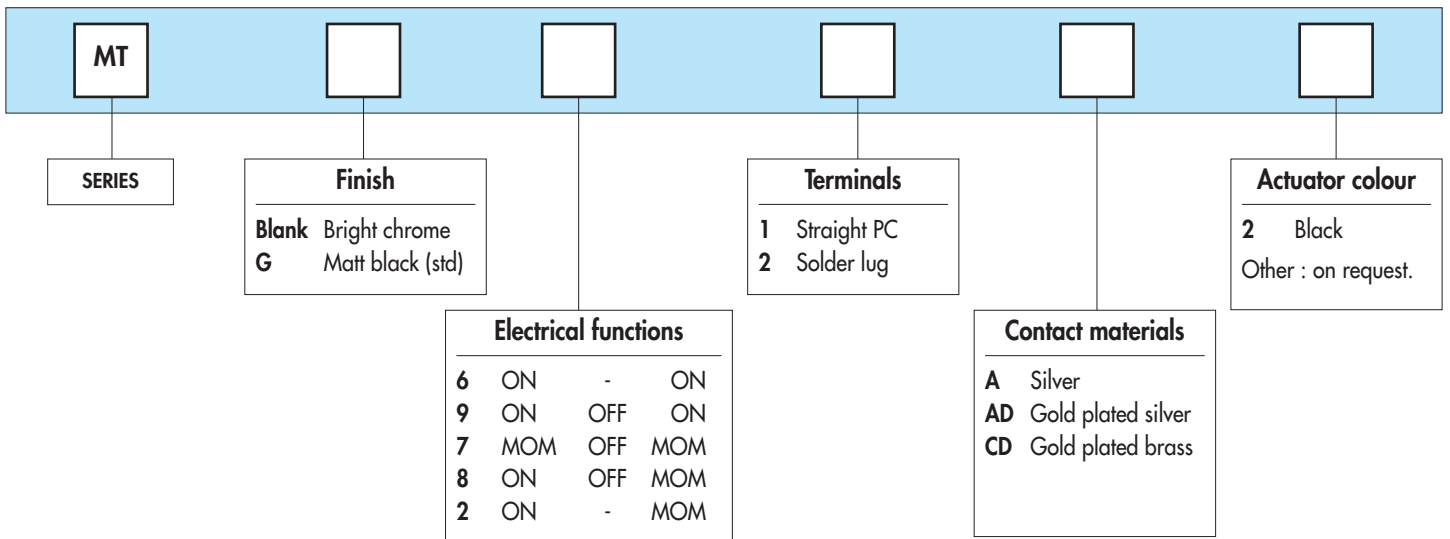 MT
SERIES
Finish
Blank Bright chrome
G Matt black (std)
Electrical functions
6 ON - ON
9 ON OFF ON
7 MOM OFF MOM
8 ON OFF MOM
2 ON - MOM
Terminals
1 Straight PC
2 Solder lug
Contact materials
A Silver
AD Gold plated silver
CD Gold plated brass
Actuator colour
2 Black
Other : on request.